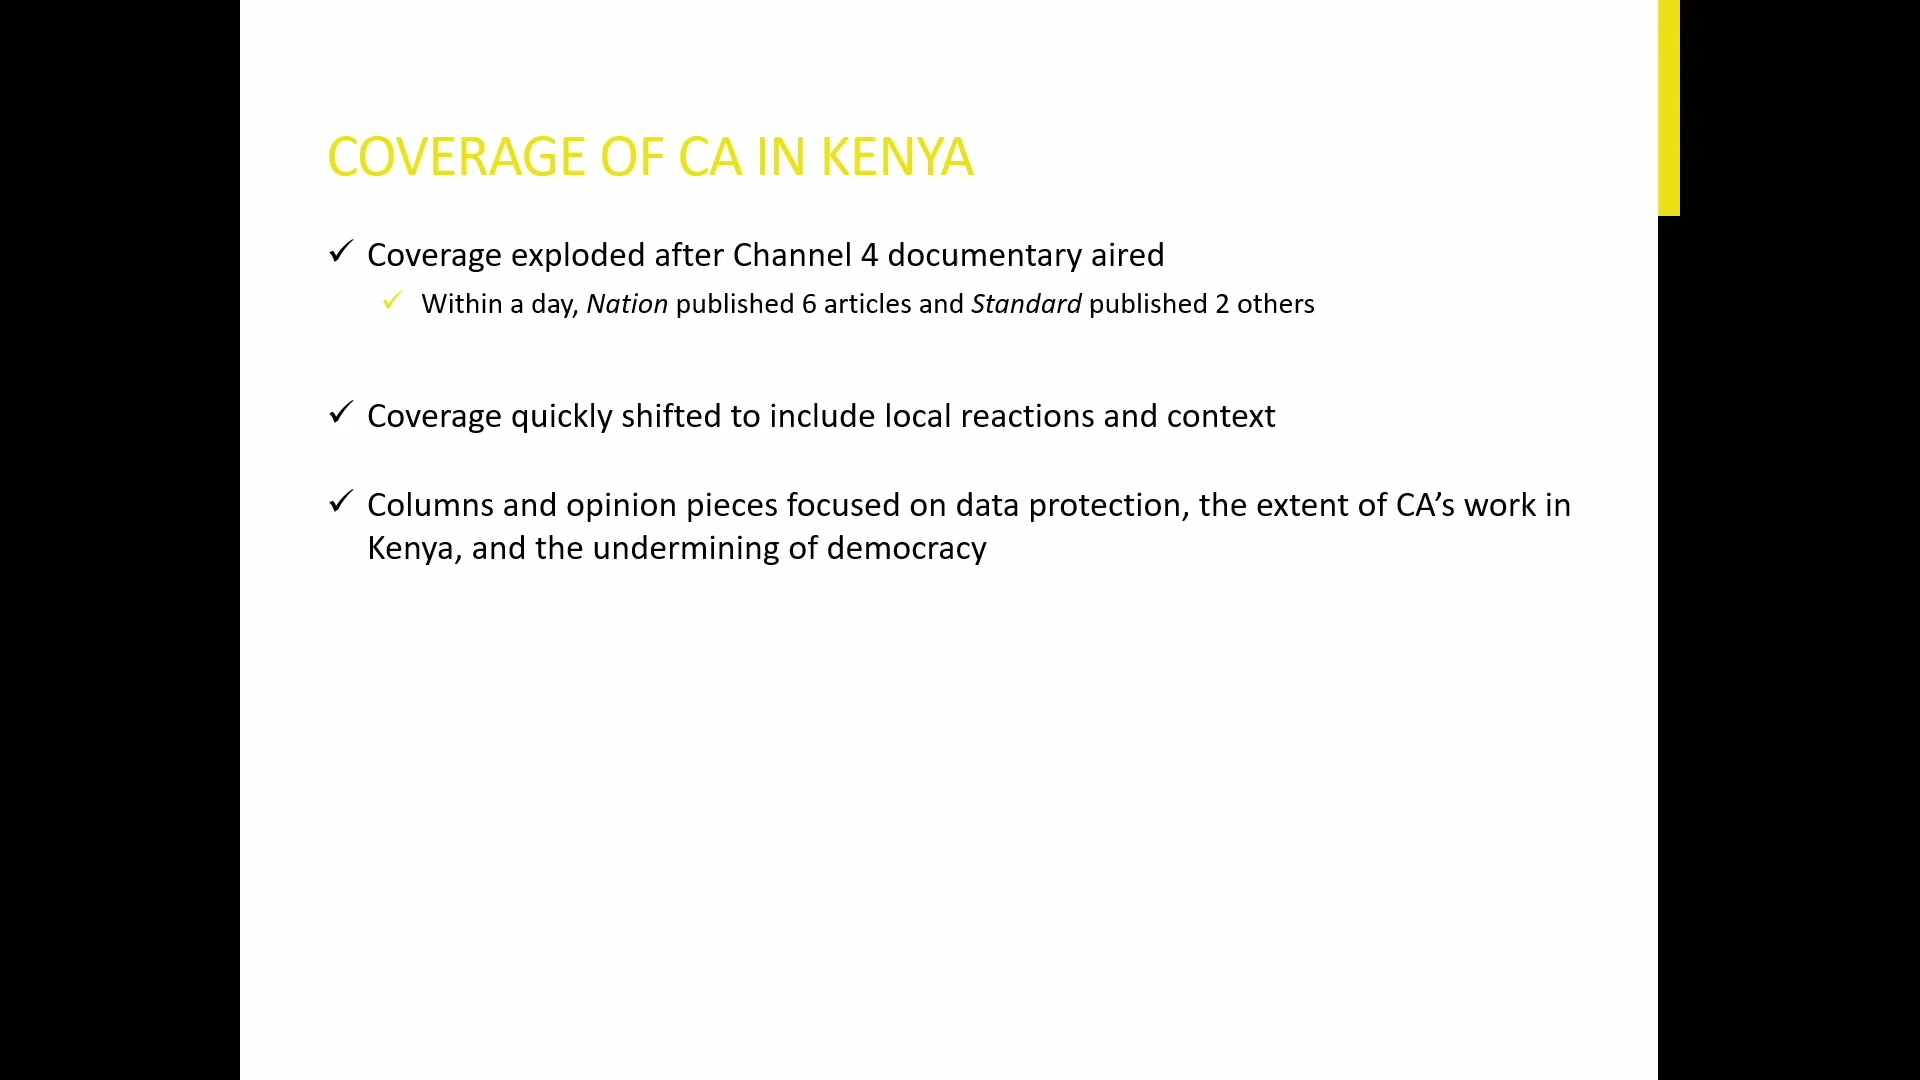 COVERAGE OF CA IN KENYA
✓ Coverage exploded after Channel 4 documentary aired
✓ Within a day, Nation published 6 articles and Standard published 2 others
✓ Coverage quickly shifted to include local reactions and context
✓ Columns and opinion pieces focused on data protection, the extent of CA’s work in
Kenya, and the undermining of democracy